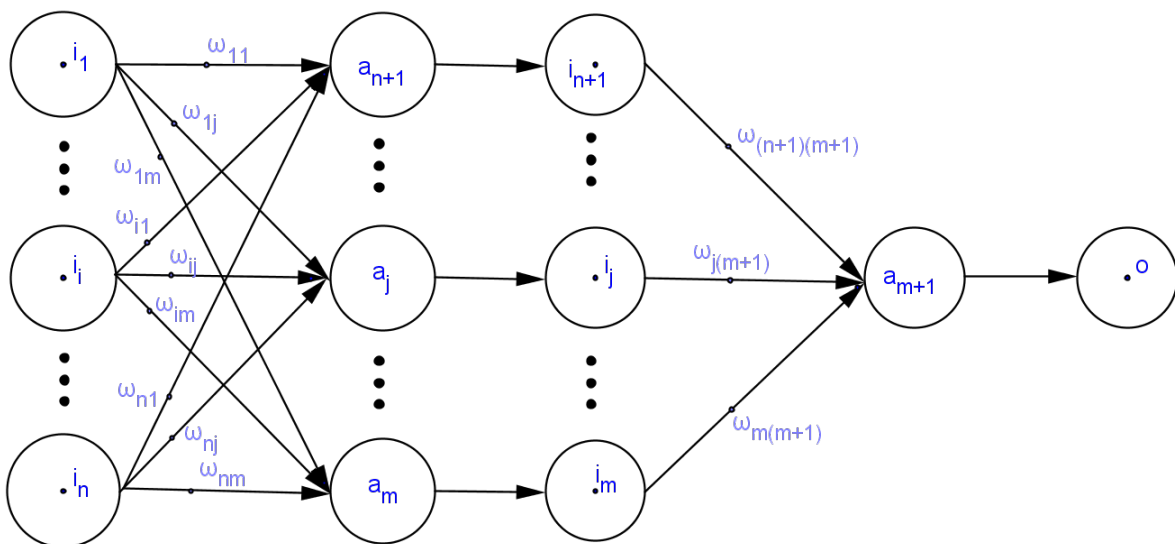 i₁
ω₁₁
aₙ₊₁
iₙ₊₁
ω₁ⱼ
ω₁ₘ
ω₍ₙ₊₁₎₍ₘ₊₁₎
ωᵢ₁
iᵢ
ωᵢⱼ
aⱼ
iⱼ
ωⱼ₍ₘ₊₁₎
aₘ₊₁
o
ωᵢₘ
ωₙ₁
ωₙⱼ
ωₘ₍ₘ₊₁₎
iₙ
ωₙₘ
aₘ
iₘ